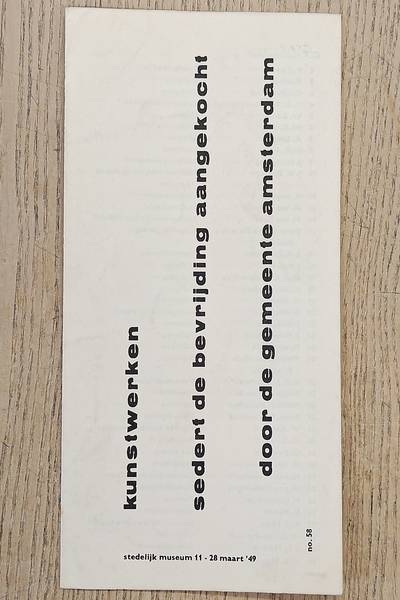 kunstwerken
sedert de bevrijding aangekocht
door de gemeente amsterdam
stedelijk museum 11 - 28 maart '49
no. 58